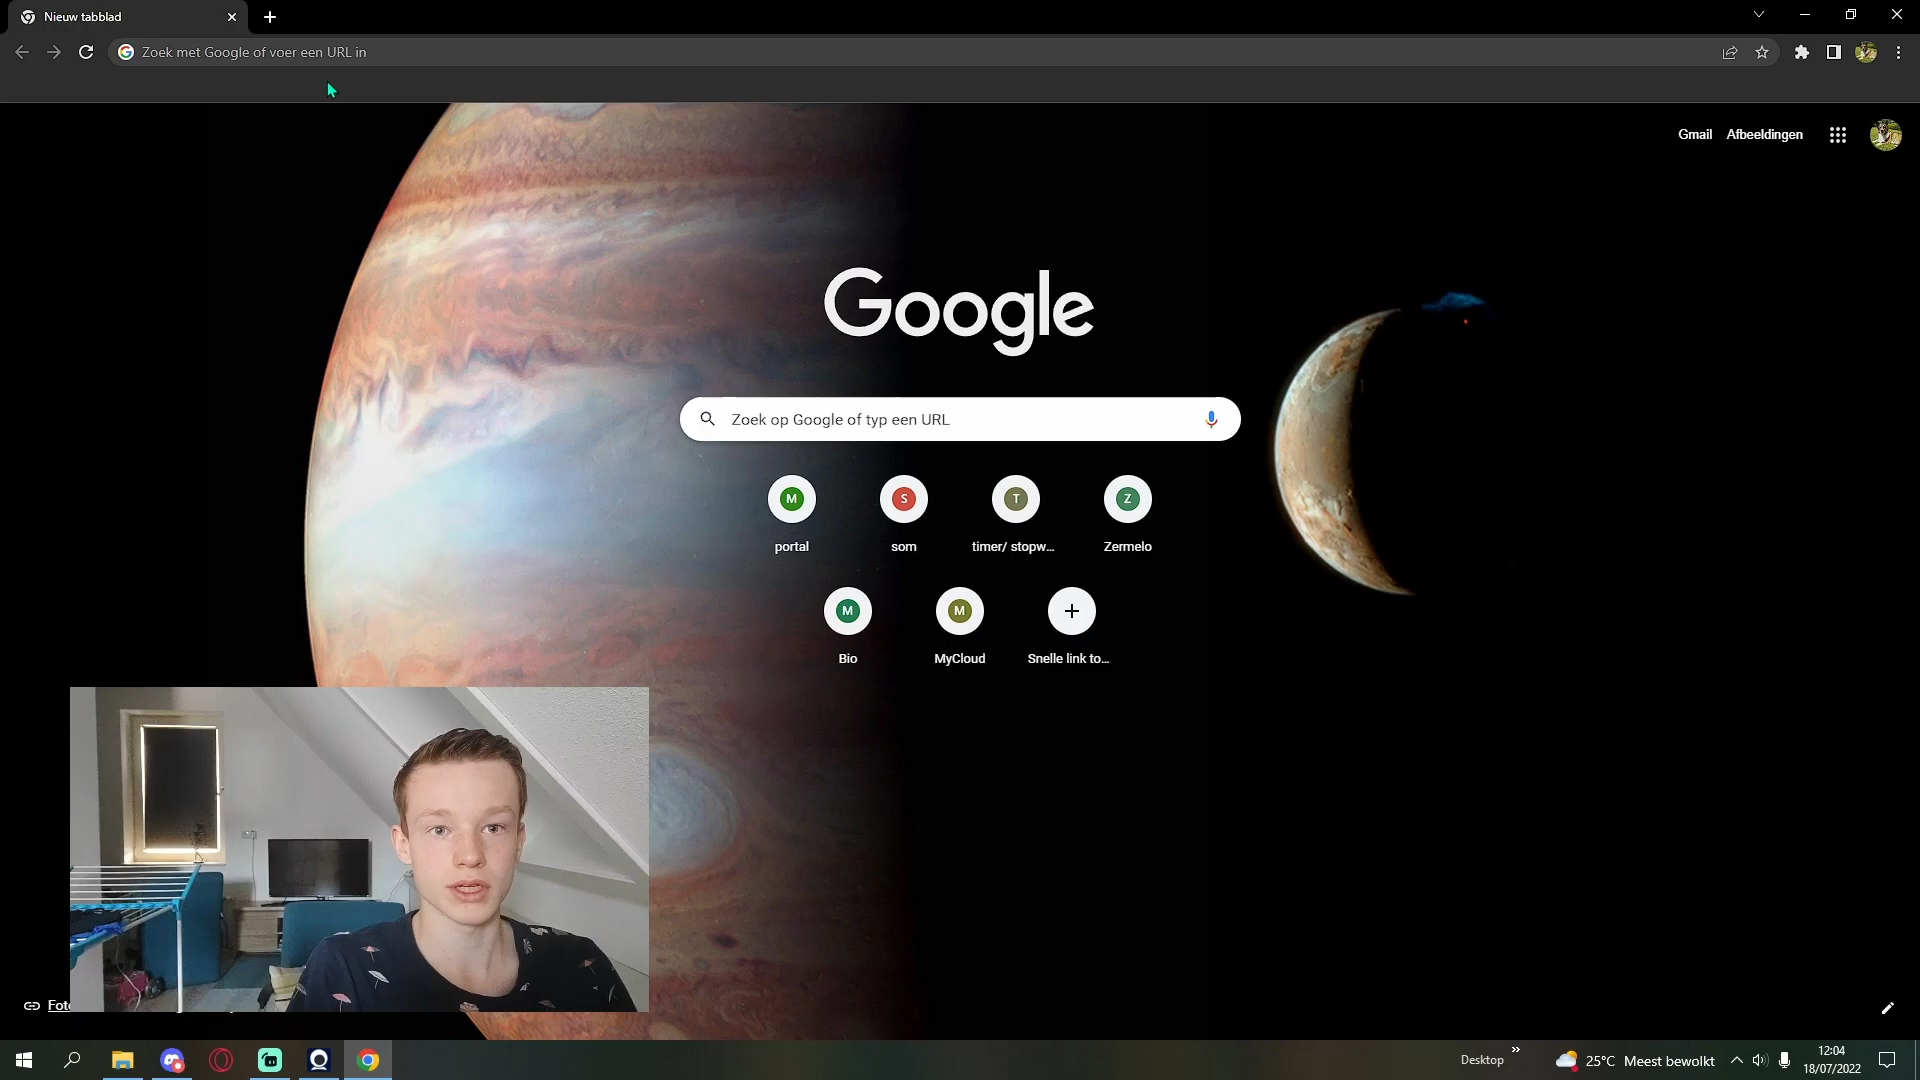 Nieuw tabblad
Zoek met Google of voer een URL in
Gmail Afbeeldingen
Google
Zoek op Google of typ een URL
M S T Z
portal som timer/ stopw... Zermelo
M M
Bio MyCloud Snelle link to...
Foto
Desktop
25°C Meest bewolkt
12:04
18/07/2022